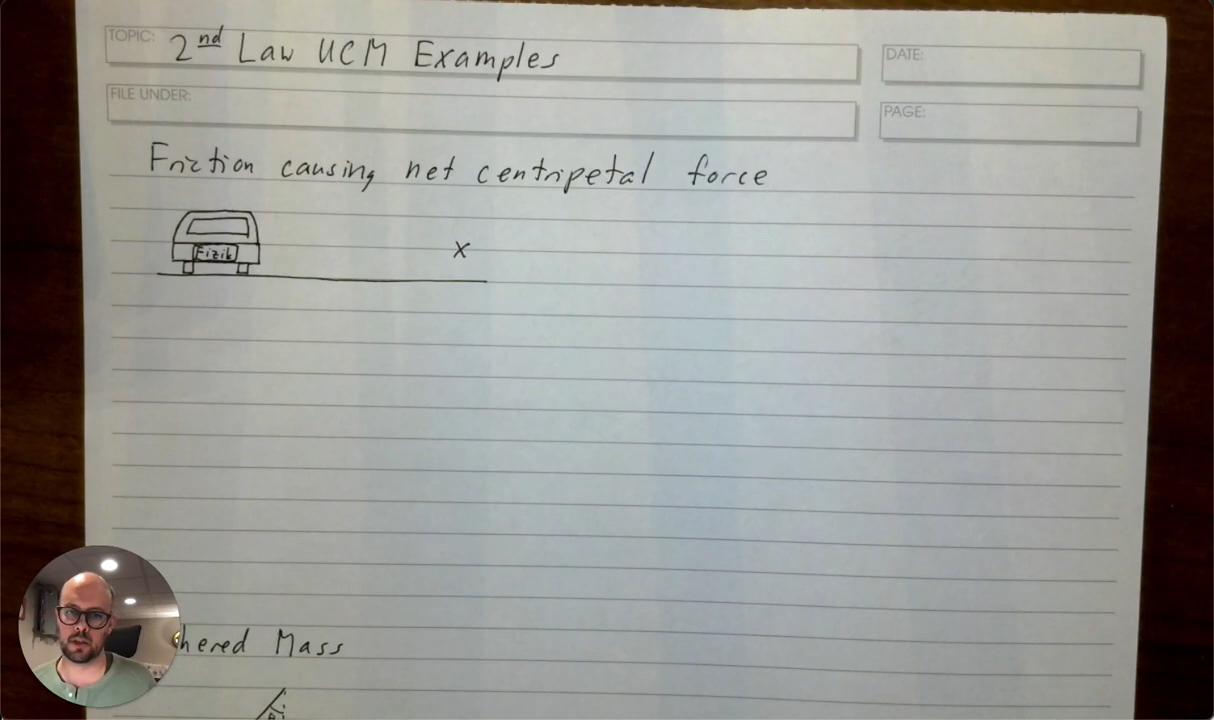 TOPIC: 2nd Law UCM Examples
DATE:
FILE UNDER:
PAGE:
Friction causing net centripetal force
Fizik
x
hered Mass
θ